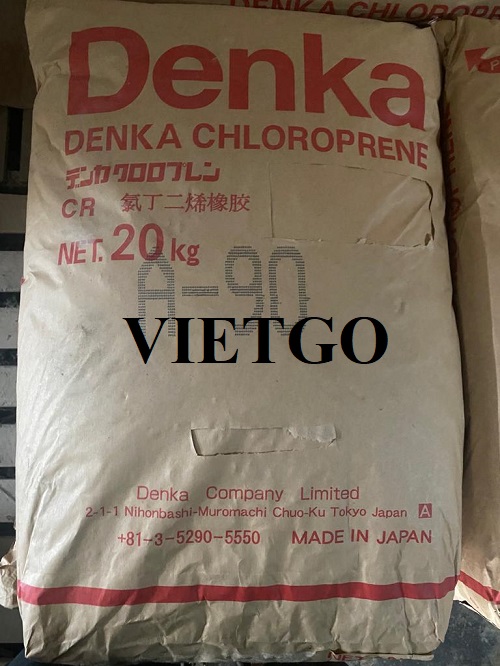 DENKA CHLOROPRE
Denka
DENKA CHLOROPRENE
デンカクロロプレン
CR 氯丁二烯橡胶
NET. 20 kg
A-90
VIETGO
Denka Company Limited
2-1-1 Nihonbashi-Muromachi Chuo-Ku Tokyo Japan A
+81-3-5290-5550 MADE IN JAPAN